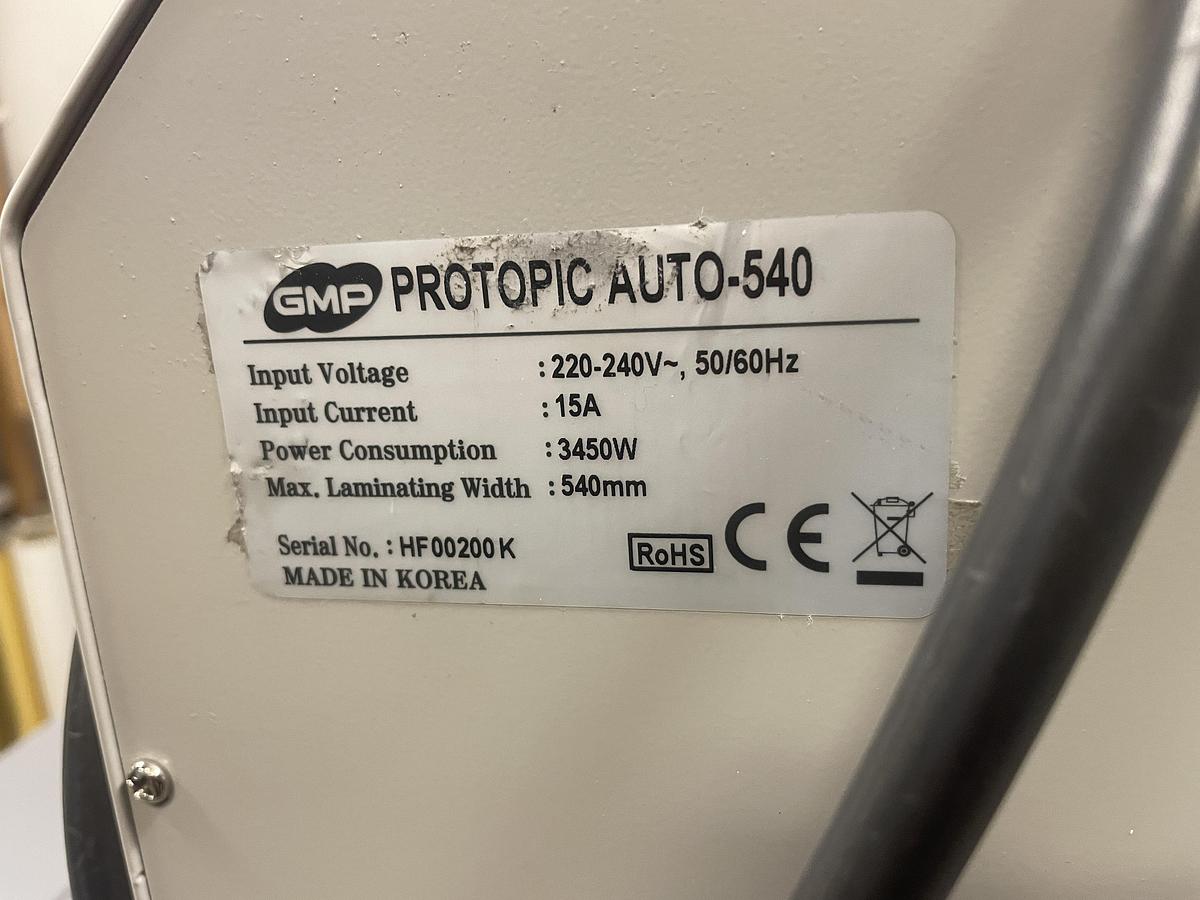 GMP PROTOPIC AUTO-540
Input Voltage : 220-240V~, 50/60Hz
Input Current : 15A
Power Consumption : 3450W
Max. Laminating Width : 540mm
Serial No. : HF00200K
MADE IN KOREA
RoHS CE